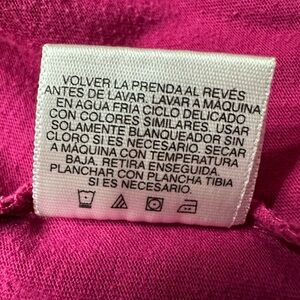 VOLVER LA PRENDA AL REVÉS
ANTES DE LAVAR. LAVAR A MÁQUINA
EN AGUA FRÍA CICLO DELICADO
CON COLORES SIMILARES. USAR
SOLAMENTE BLANQUEADOR SIN
CLORO SI ES NECESARIO. SECAR
A MÁQUINA CON TEMPERATURA
BAJA. RETIRA ENSEGUIDA.
PLANCHAR CON PLANCHA TIBIA
SI ES NECESARIO.